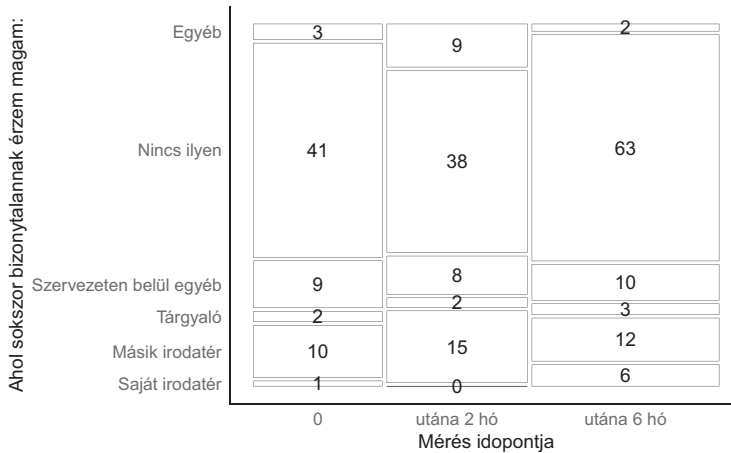 Ahol sokszor bizonytalannak érzem magam:
Egyéb
3
9
2
Nincs ilyen
41
38
63
Szervezeten belül egyéb
9
8
10
Tárgyaló
2
2
3
Másik irodatér
10
15
12
Saját irodatér
1
0
6
0
utána 2 hó
utána 6 hó
Mérés idopontja